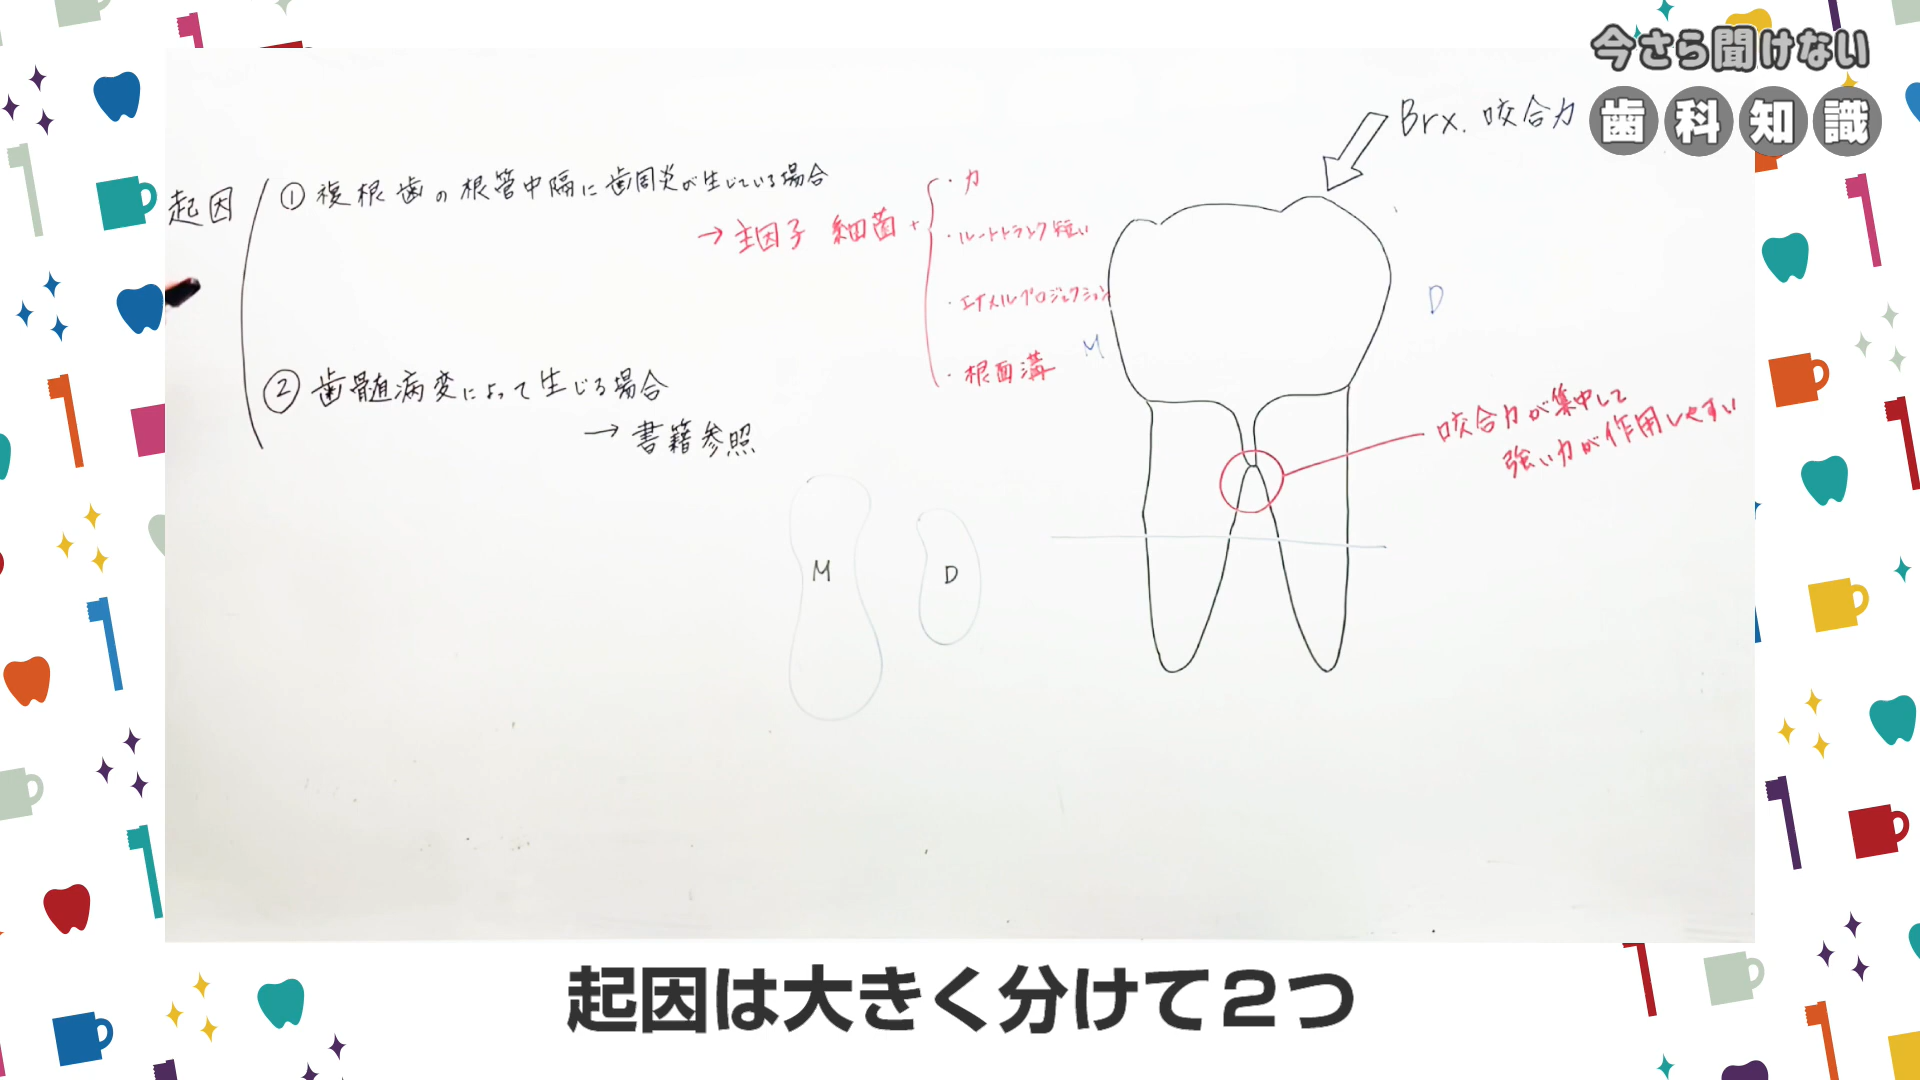 今さら聞けない
歯科知識
Brx. 咬合力
起因
① 複根歯の根管中隔に歯周炎が生じている場合
→ 主因子 細菌 +
・力
・ルートトランク短い
・エナメルプロジェクション
・根面溝
② 歯髄病変によって生じる場合
→ 書籍参照
M
D
咬合力が集中して
強い力が作用しやすい
M
D
起因は大きく分けて２つ